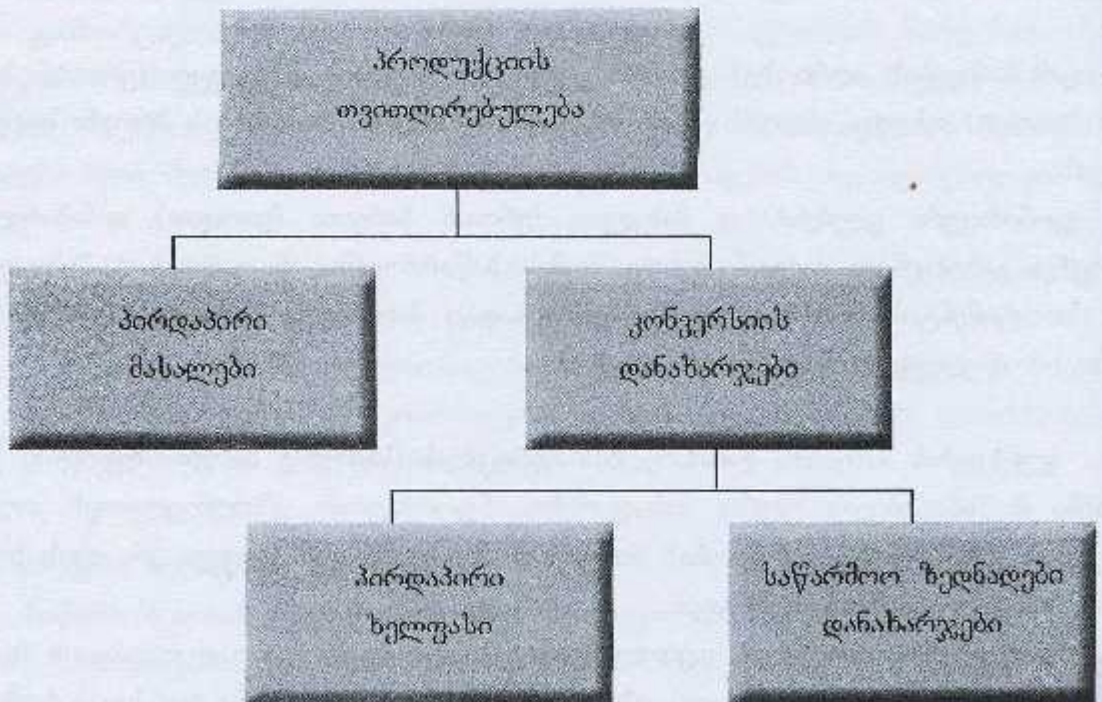 პროდუქციის
თვითღირებულება
პირდაპირი
მასალები
კონვერსიის
დანახარჯები
პირდაპირი
ხელფასი
საწარმოო ზედნადები
დანახარჯები